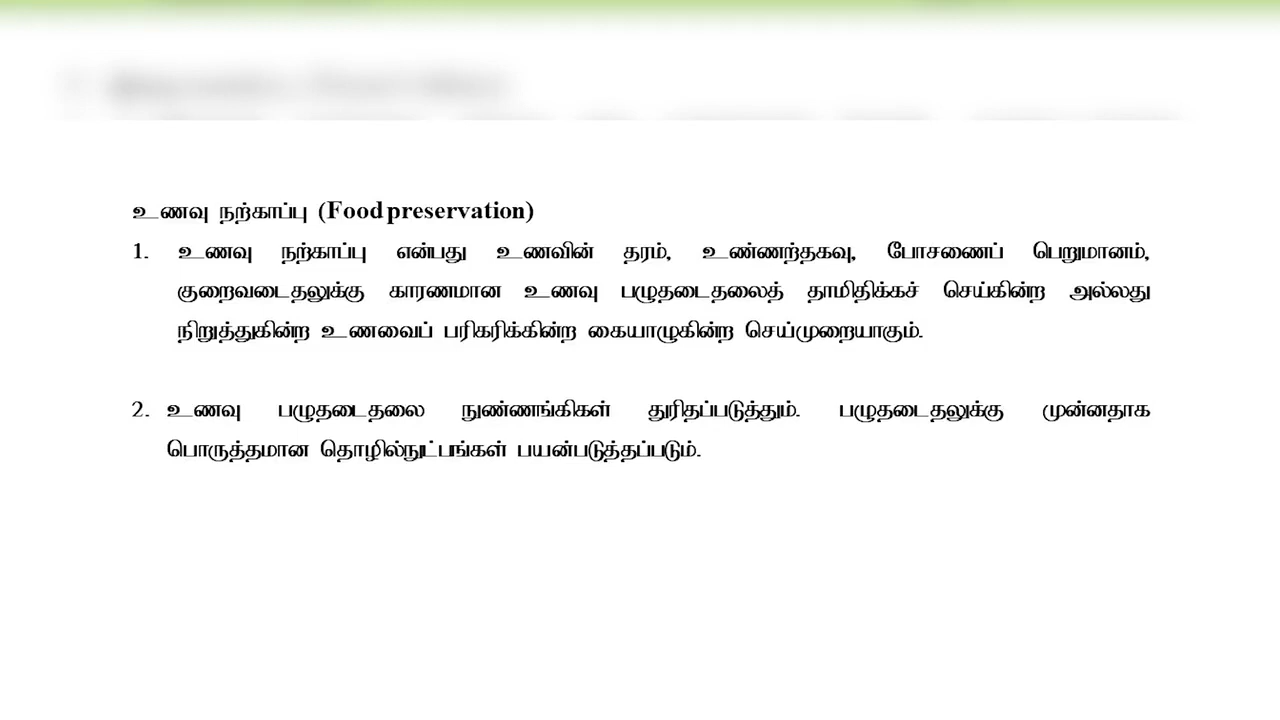 உணவு நற்காப்பு (Food preservation)
1. உணவு நற்காப்பு என்பது உணவின் தரம், உண்ணற்தகவு, போசணைப் பெறுமானம்,
குறைவடைதலுக்கு காரணமான உணவு பழுதடைதலைத் தாமிதிக்கச் செய்கின்ற அல்லது
நிறுத்துகின்ற உணவைப் பரிகரிக்கின்ற கையாழுகின்ற செய்முறையாகும்.
2. உணவு பழுதடைதலை நுண்ணங்கிகள் துரிதப்படுத்தும். பழுதடைதலுக்கு முன்னதாக
பொருத்தமான தொழில்நுட்பங்கள் பயன்படுத்தப்படும்.